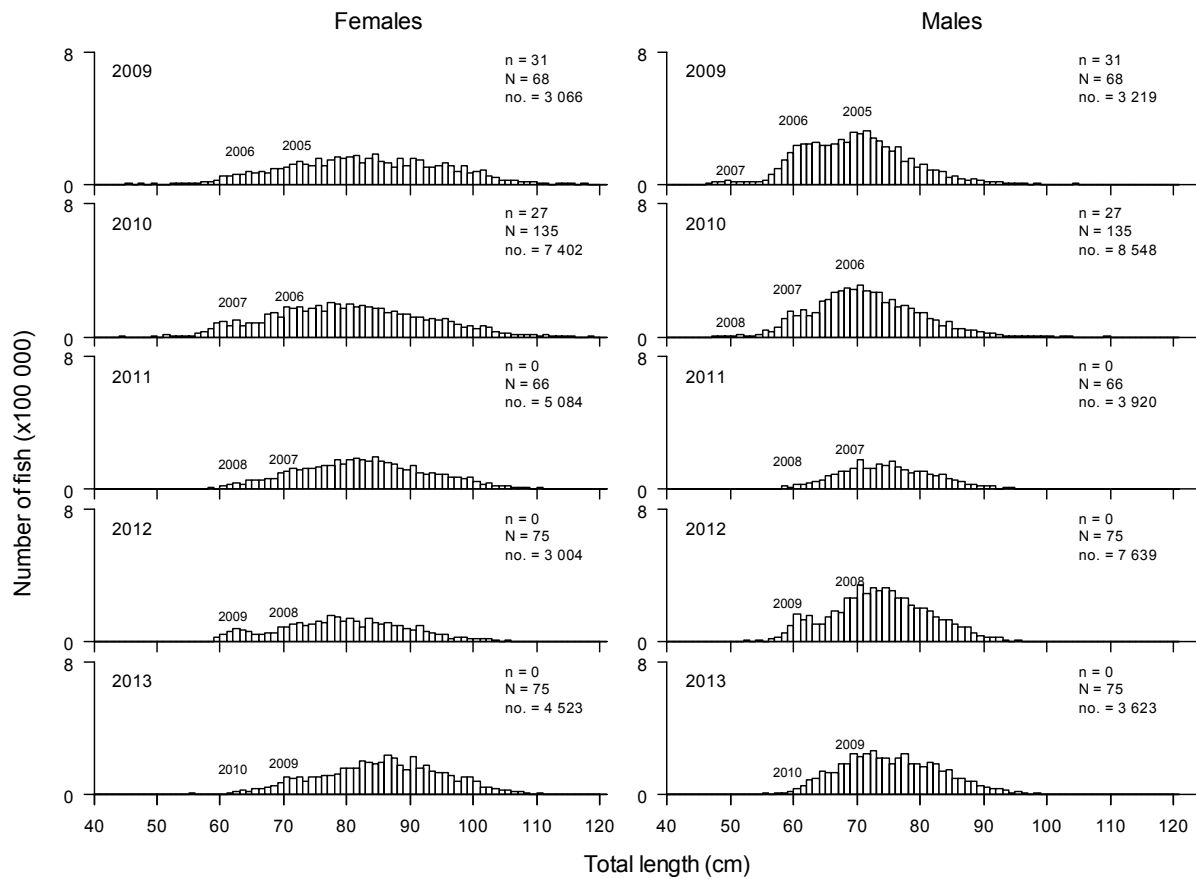 Females
Males
Number of fish (x100 000)
8
0
2009
n = 31
N = 68
no. = 3 066
2006
2005
8
0
2009
n = 31
N = 68
no. = 3 219
2007
2006
2005
8
0
2010
n = 27
N = 135
no. = 7 402
2007
2006
8
0
2010
n = 27
N = 135
no. = 8 548
2008
2007
2006
8
0
2011
n = 0
N = 66
no. = 5 084
2008
2007
8
0
2011
n = 0
N = 66
no. = 3 920
2008
2007
8
0
2012
n = 0
N = 75
no. = 3 004
2009
2008
8
0
2012
n = 0
N = 75
no. = 7 639
2009
2008
8
0
2013
n = 0
N = 75
no. = 4 523
2010
2009
8
0
2013
n = 0
N = 75
no. = 3 623
2010
2009
40 50 60 70 80 90 100 110 120
40 50 60 70 80 90 100 110 120
Total length (cm)